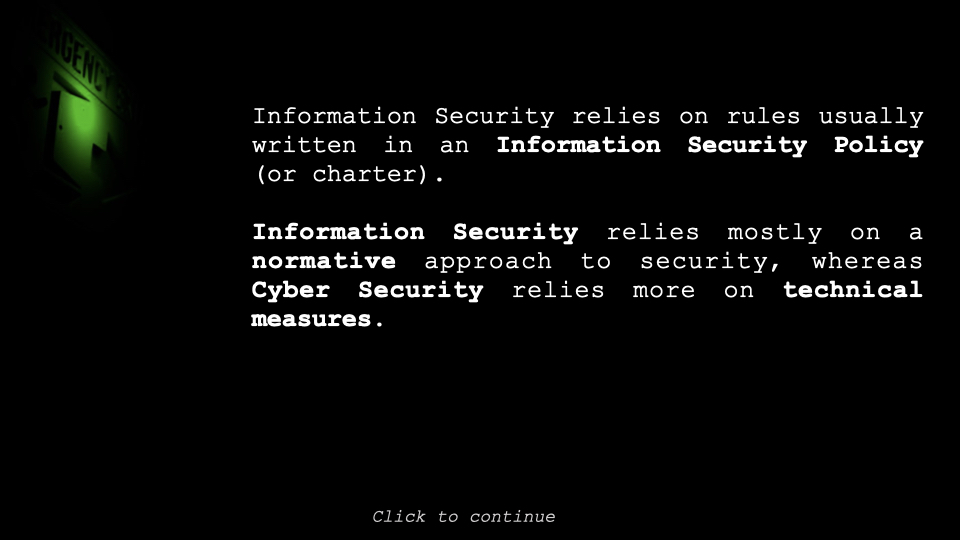 RGENCY
Information Security relies on rules usually
written in an Information Security Policy
(or charter).
Information Security relies mostly on a
normative approach to security, whereas
Cyber Security relies more on technical
measures.
Click to continue